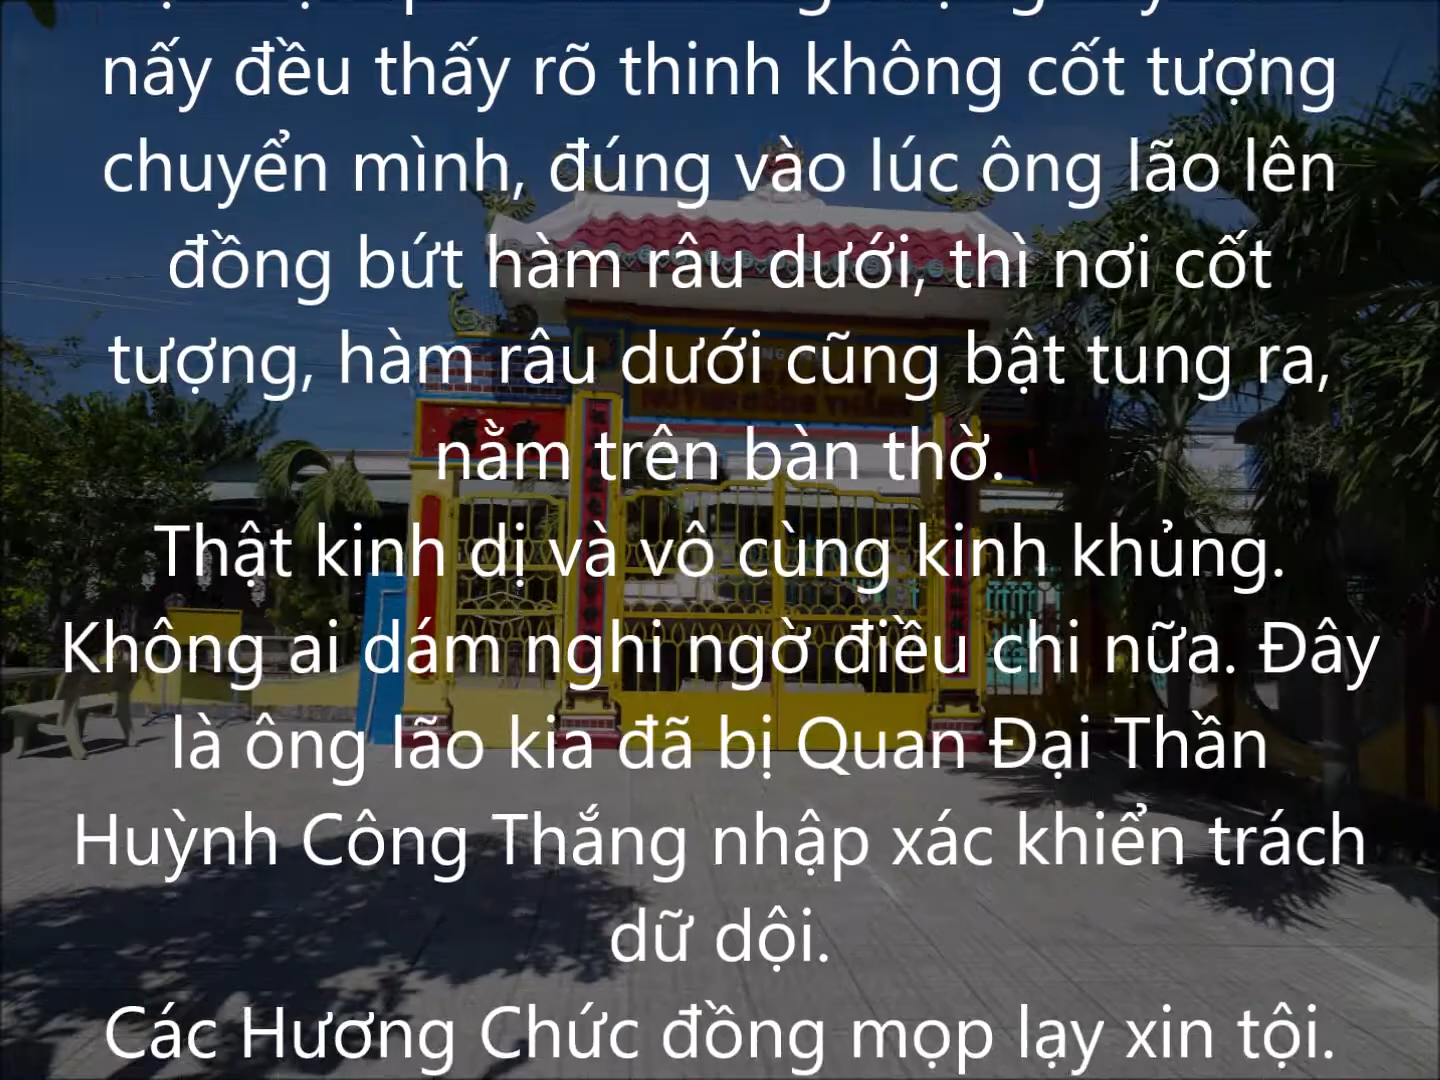 nấy đều thấy rõ thinh không cốt tượng
chuyển mình, đúng vào lúc ông lão lên
đồng bứt hàm râu dưới, thì nơi cốt
tượng, hàm râu dưới cũng bật tung ra,
nằm trên bàn thờ.
Thật kinh dị và vô cùng kinh khủng.
Không ai dám nghi ngờ điều chi nữa. Đây
là ông lão kia đã bị Quan Đại Thần
Huỳnh Công Thắng nhập xác khiển trách
dữ dội.
Các Hương Chức đồng mọp lạy xin tội.